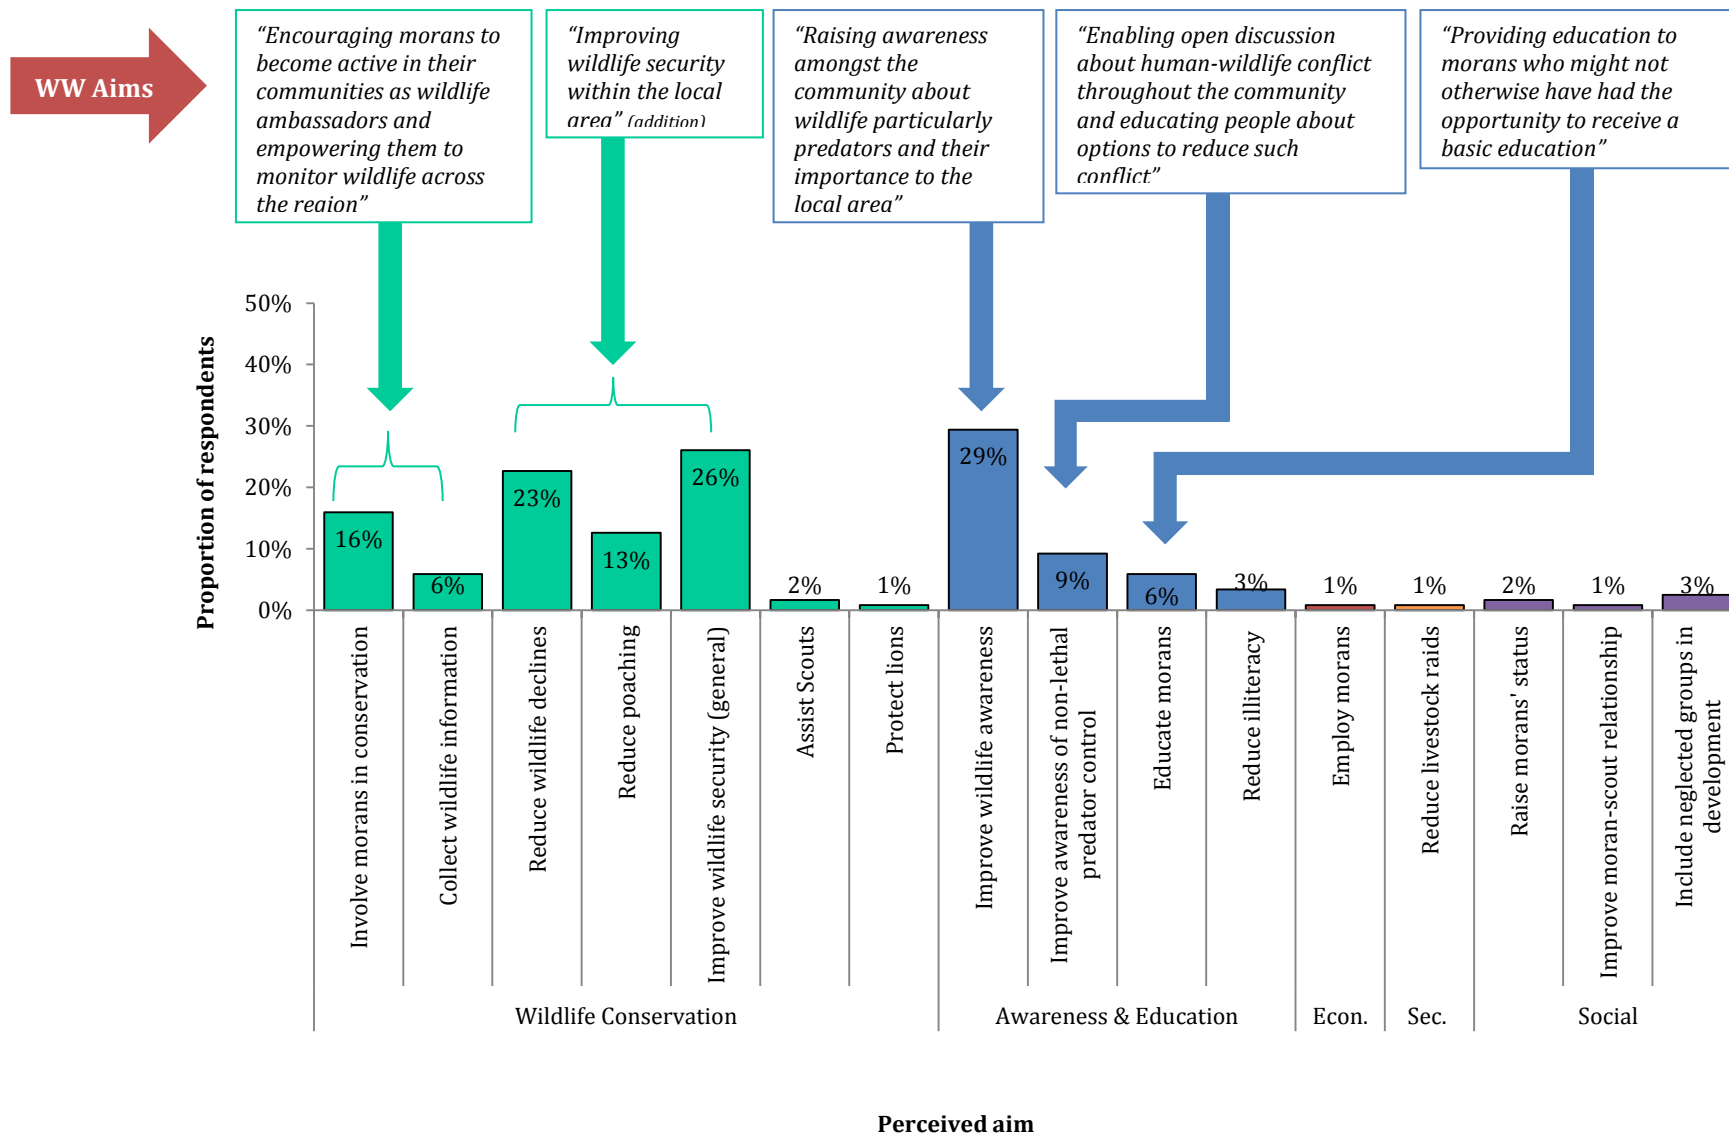 WW Aims
“Encouraging morans to
become active in their
communities as wildlife
ambassadors and
empowering them to
monitor wildlife across
the region”
“Improving
wildlife security
within the local
area” (addition)
“Raising awareness
amongst the
community about
wildlife particularly
predators and their
importance to the
local area”
“Enabling open discussion
about human-wildlife conflict
throughout the community
and educating people about
options to reduce such
conflict”
“Providing education to
morans who might not
otherwise have had the
opportunity to receive a
basic education”
Proportion of respondents
50%
40%
30%
20%
10%
0%
16%
6%
23%
13%
26%
2%
1%
29%
9%
6%
3%
1%
1%
2%
1%
3%
Involve morans in conservation
Collect wildlife information
Reduce wildlife declines
Reduce poaching
Improve wildlife security (general)
Assist Scouts
Protect lions
Improve wildlife awareness
Improve awareness of non-lethal
predator control
Educate morans
Reduce illiteracy
Employ morans
Reduce livestock raids
Raise morans' status
Improve moran-scout relationship
Include neglected groups in
development
Wildlife Conservation
Awareness & Education
Econ.
Sec.
Social
Perceived aim